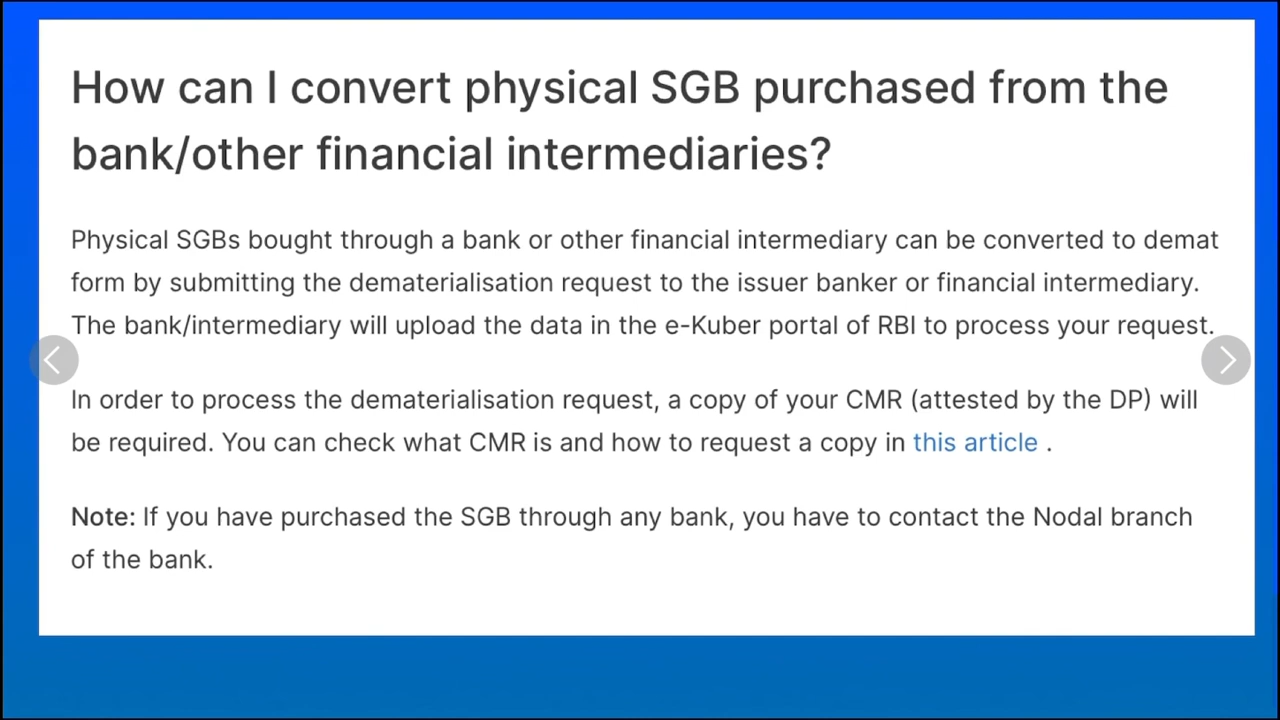 How can I convert physical SGB purchased from the
bank/other financial intermediaries?
Physical SGBs bought through a bank or other financial intermediary can be converted to demat
form by submitting the dematerialisation request to the issuer banker or financial intermediary.
The bank/intermediary will upload the data in the e-Kuber portal of RBI to process your request.
In order to process the dematerialisation request, a copy of your CMR (attested by the DP) will
be required. You can check what CMR is and how to request a copy in this article .
Note: If you have purchased the SGB through any bank, you have to contact the Nodal branch
of the bank.